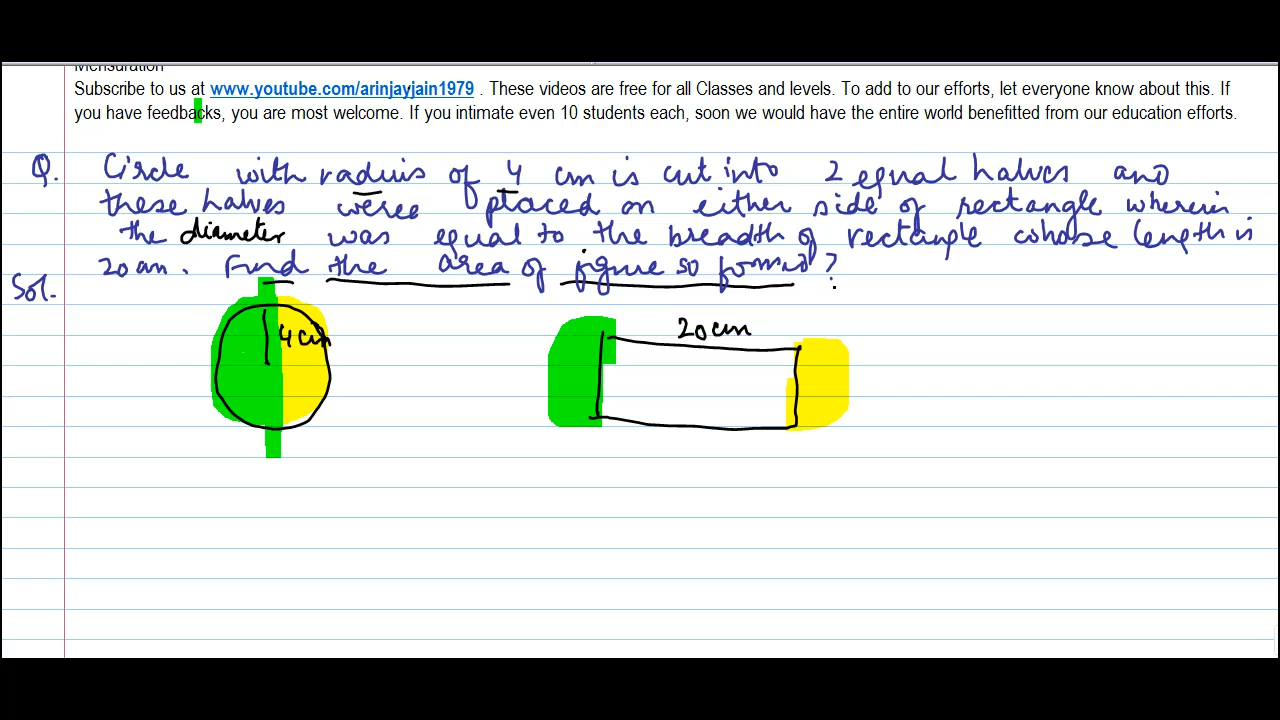 Mensuration
Subscribe to us at www.youtube.com/arinjayjain1979 . These videos are free for all Classes and levels. To add to our efforts, let everyone know about this. If
you have feedbacks, you are most welcome. If you intimate even 10 students each, soon we would have the entire world benefitted from our education efforts.
Q. Circle with radius of 4 cm is cut into 2 equal halves and
these halves were placed on either side of rectangle wherein
the diameter was equal to the breadth of rectangle whose length is
20cm. Find the area of figure so formed?
Sol.
4 cm
20 cm